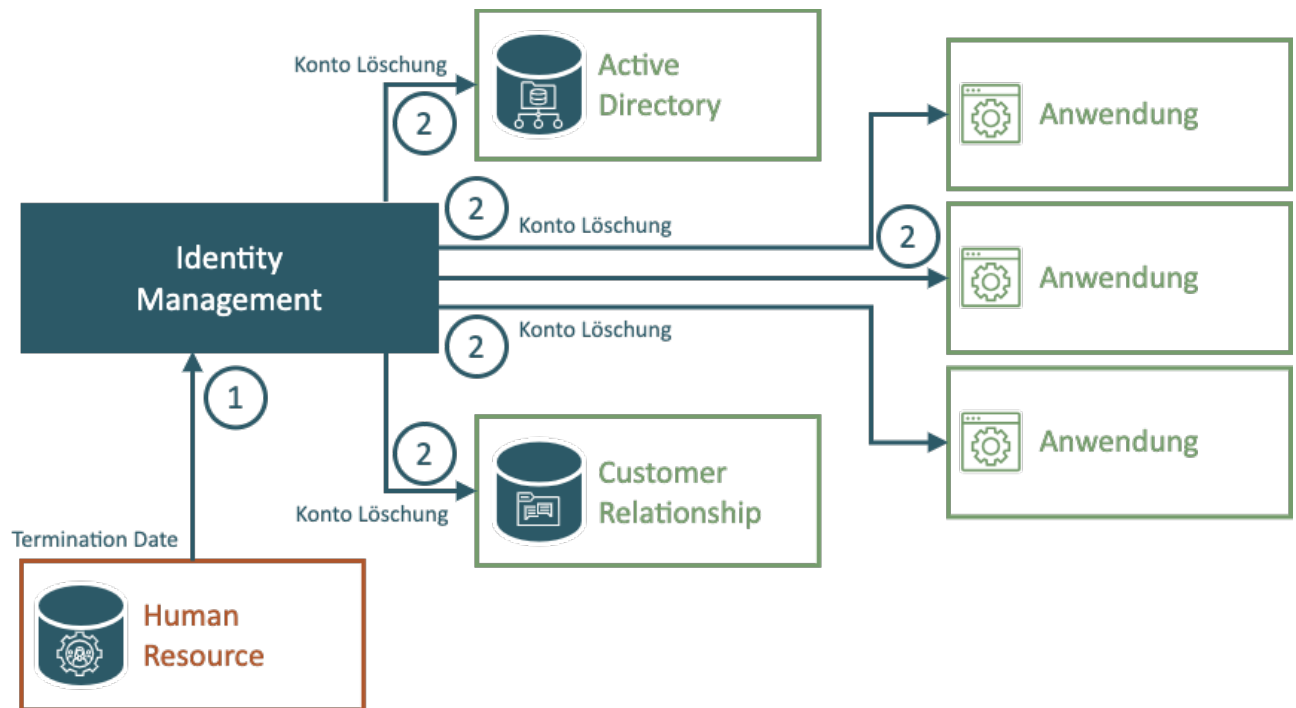 Konto Löschung
2
Active
Directory
Anwendung
2
Konto Löschung
2
Identity
Management
Anwendung
2
Konto Löschung
1
2
Konto Löschung
Customer
Relationship
Anwendung
Termination Date
Human
Resource